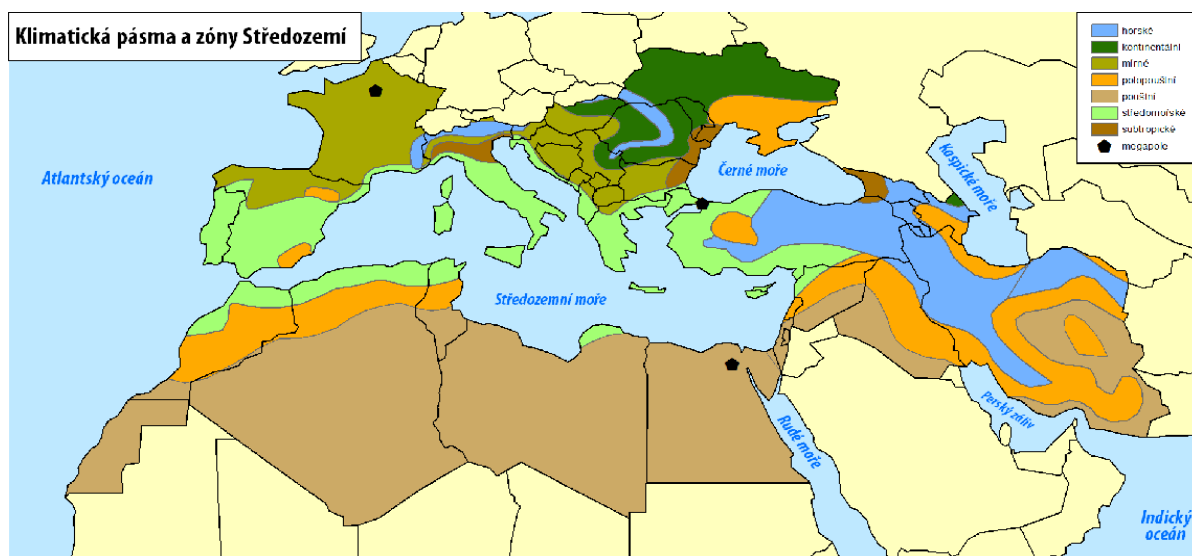 Klimatická pásma a zóny Středozemí
horské
kontinentální
mírné
polopouštní
pouštní
středomořské
subtropické
megapole
Atlantský oceán
Černé moře
Kaspické moře
Středozemní moře
Perský záliv
Rudé moře
Indický
oceán